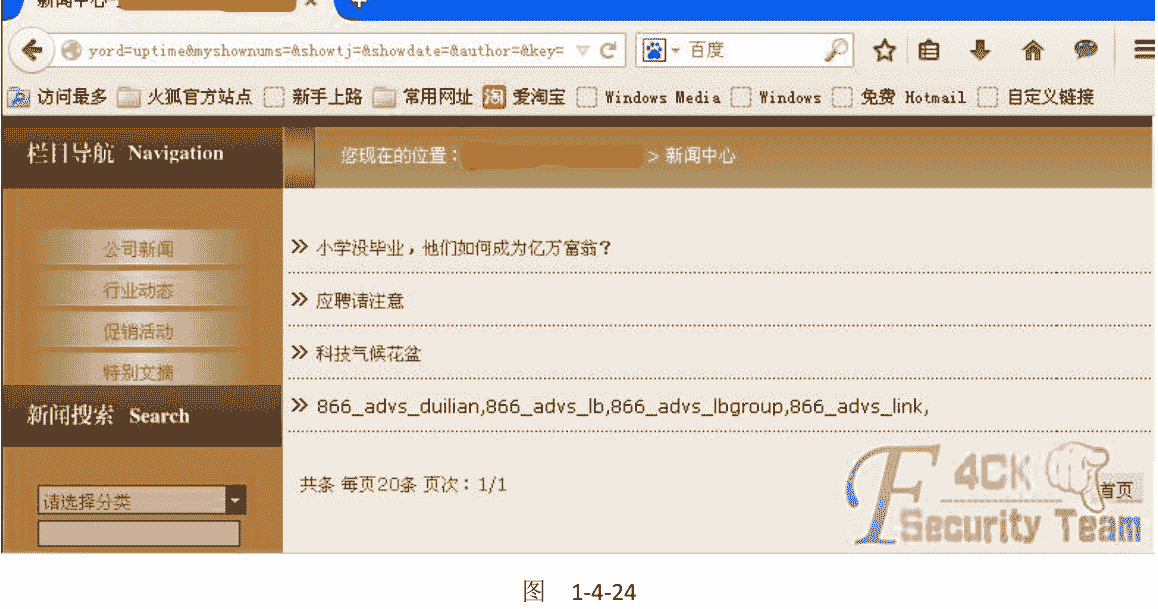 新闻中心-
yord=uptime&myshownums=&showtj=&showdate=&author=&key=
百度
访问最多 火狐官方站点 新手上路 常用网址 淘 爱淘宝 Windows Media Windows 免费 Hotmail 自定义链接
栏目导航 Navigation
您现在的位置： > 新闻中心
公司新闻
行业动态
促销活动
特别文摘
新闻搜索 Search
请选择分类
小学没毕业，他们如何成为亿万富翁？
应聘请注意
科技气候花盆
866_advs_duilian,866_advs_lb,866_advs_lbgroup,866_advs_link,
共条 每页20条 页次：1/1
首页
F4CK
Security Team
图 1-4-24